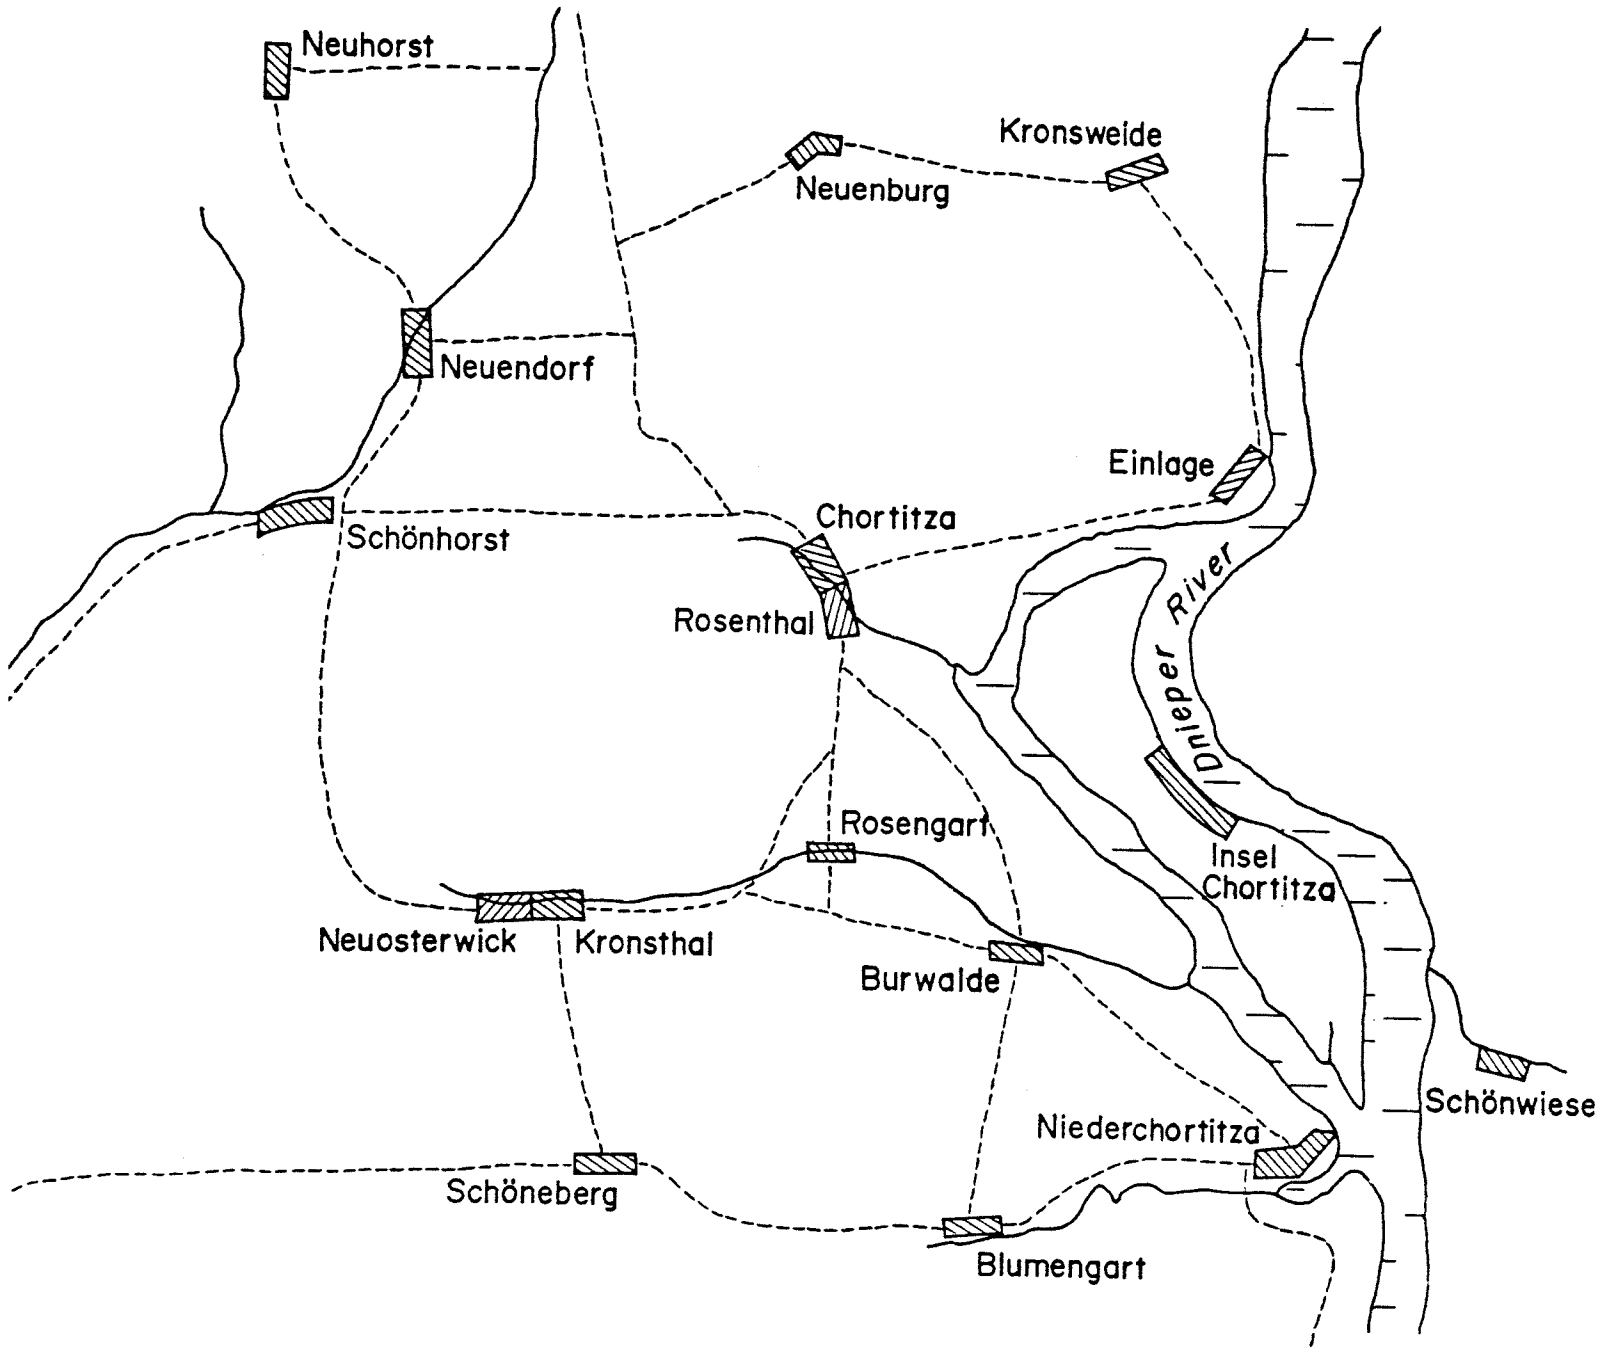 Neuhorst
Kronsweide
Neuenburg
Neuendorf
Einlage
Chortitza
Schönhorst
Dnieper River
Rosenthal
Rosengart
Insel
Chortitza
Neuosterwick
Kronsthal
Burwalde
Schönwiese
Niederchortitza
Schöneberg
Blumengart